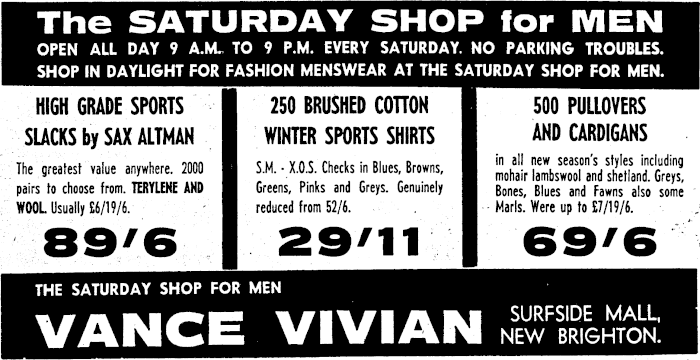 The SATURDAY SHOP for MEN
OPEN ALL DAY 9 A.M. TO 9 P.M. EVERY SATURDAY. NO PARKING TROUBLES.
SHOP IN DAYLIGHT FOR FASHION MENSWEAR AT THE SATURDAY SHOP FOR MEN.
HIGH GRADE SPORTS
SLACKS by SAX ALTMAN
The greatest value anywhere. 2000
pairs to choose from. TERYLENE AND
WOOL. Usually £6/19/6.
89/6
250 BRUSHED COTTON
WINTER SPORTS SHIRTS
S.M. - X.O.S. Checks in Blues, Browns,
Greens, Pinks and Greys. Genuinely
reduced from 52/6.
29/11
500 PULLOVERS
AND CARDIGANS
in all new season's styles including
mohair lambswool and shetland. Greys,
Bones, Blues and Fawns also some
Marls. Were up to £7/19/6.
69/6
THE SATURDAY SHOP FOR MEN
VANCE VIVIAN
SURFSIDE MALL,
NEW BRIGHTON.